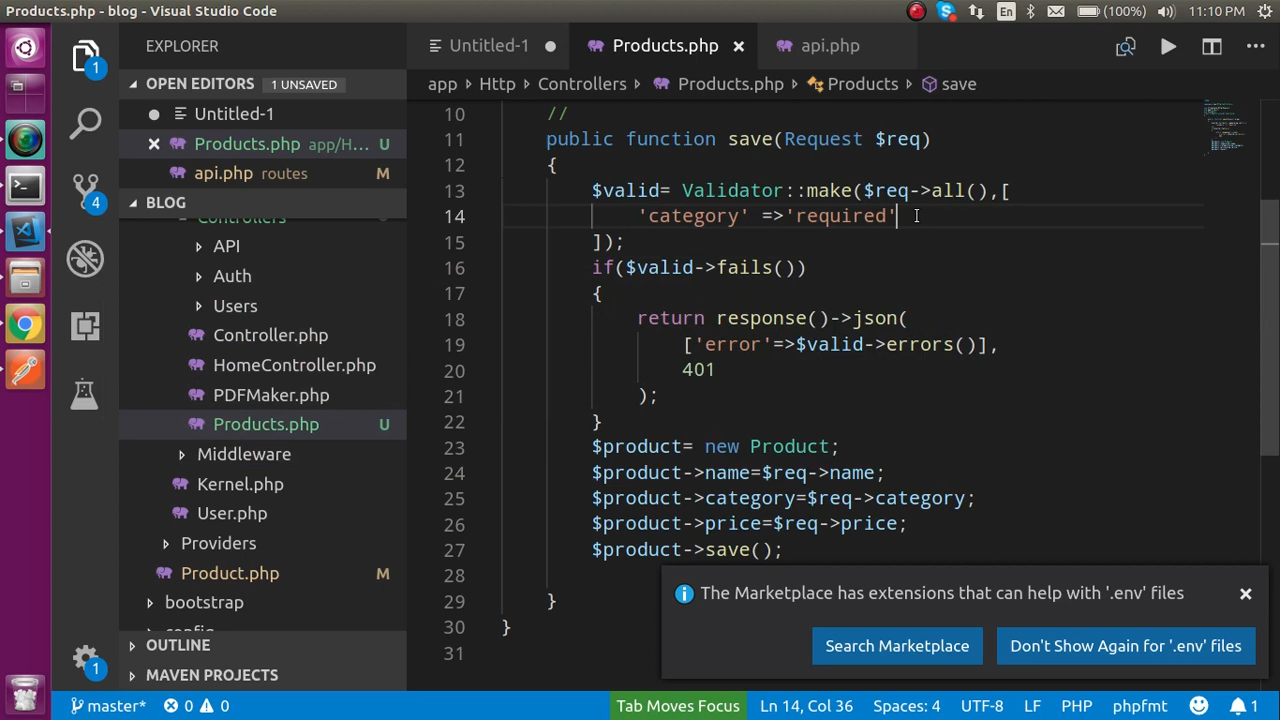 Products.php - blog - Visual Studio Code
En
(100%)
11:10 PM
EXPLORER
1
OPEN EDITORS 1 UNSAVED
Untitled-1
Products.php app/H...
U
api.php routes
M
4
BLOG
Controllers
API
Auth
Users
Controller.php
HomeController.php
PDFMaker.php
Products.php
U
Middleware
Kernel.php
User.php
Providers
Product.php
M
bootstrap
config
OUTLINE
MAVEN PROJECTS
1
Untitled-1
Products.php
api.php
app Http Controllers Products.php Products save
10 //
11 public function save(Request $req)
12 {
13 $valid= Validator::make($req->all(),[
14 'category' =>'required'
15 ]);
16 if($valid->fails())
17 {
18 return response()->json(
19 ['error'=>$valid->errors()],
20 401
21 );
22 }
23 $product= new Product;
24 $product->name=$req->name;
25 $product->category=$req->category;
26 $product->price=$req->price;
27 $product->save();
28
29 }
30 }
31
The Marketplace has extensions that can help with '.env' files
Search Marketplace
Don't Show Again for '.env' files
master*
0
0
Tab Moves Focus
Ln 14, Col 36
Spaces: 4
UTF-8
LF
PHP
phpfmt
1